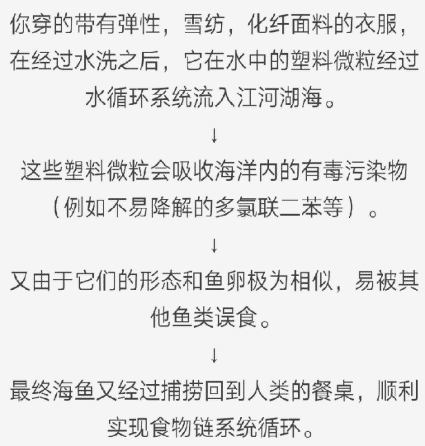 你穿的带有弹性，雪纺，化纤面料的衣服，
在经过水洗之后，它在水中的塑料微粒经过
水循环系统流入江河湖海。
↓
这些塑料微粒会吸收海洋内的有毒污染物
（例如不易降解的多氯联二苯等）。
↓
又由于它们的形态和鱼卵极为相似，易被其
他鱼类误食。
↓
最终海鱼又经过捕捞回到人类的餐桌，顺利
实现食物链系统循环。